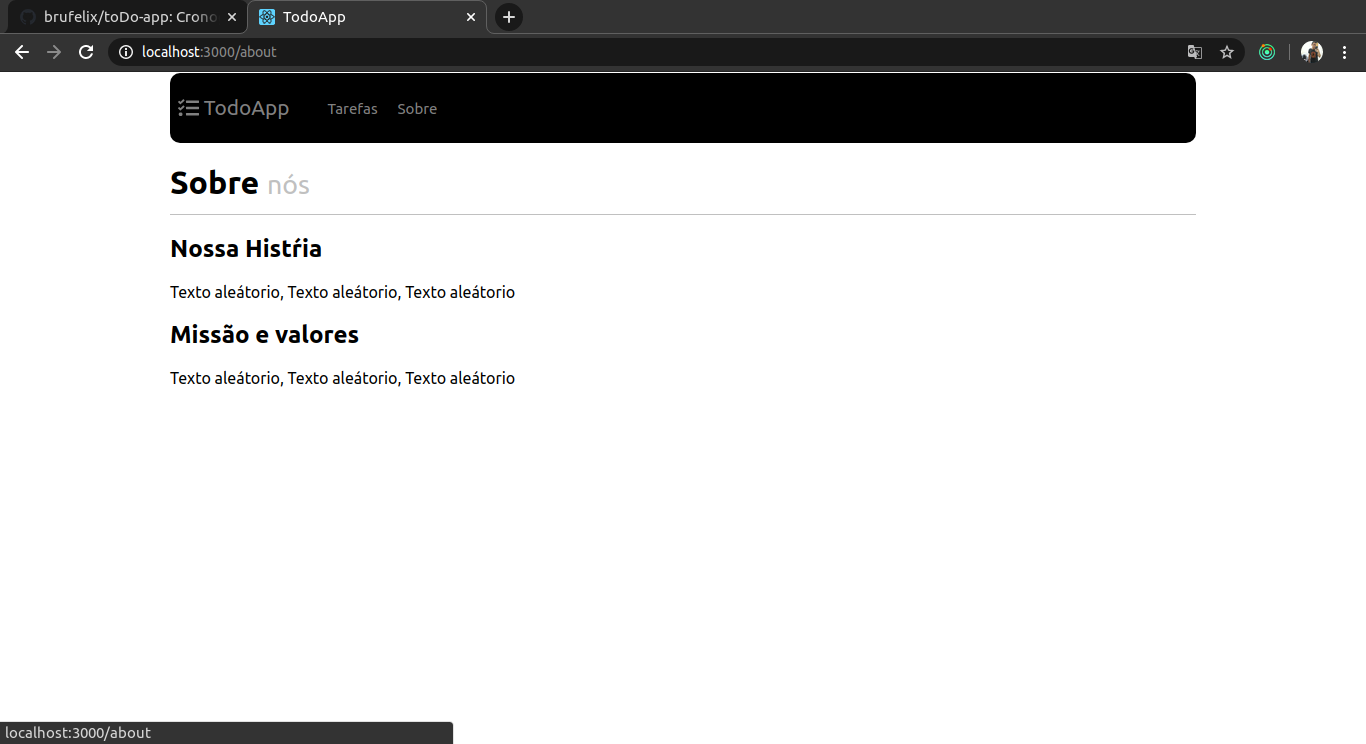 brufelix/toDo-app: Crono
TodoApp
localhost:3000/about
TodoApp Tarefas Sobre
Sobre nós
Nossa Histŕia
Texto aleátorio, Texto aleátorio, Texto aleátorio
Missão e valores
Texto aleátorio, Texto aleátorio, Texto aleátorio
localhost:3000/about